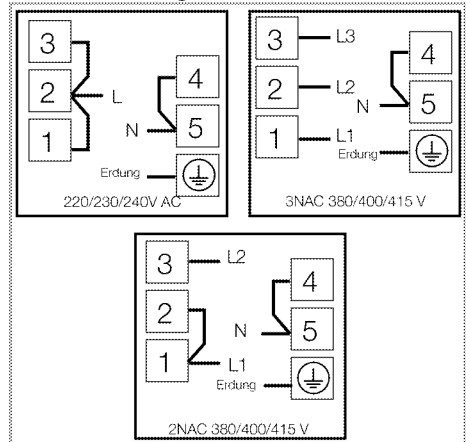 3
2
1
L
4
5
N
Erdung
220/230/240V AC
3
L3
2
L2
1
L1
4
5
N
Erdung
3NAC 380/400/415 V
3
L2
2
1
L1
4
5
N
Erdung
2NAC 380/400/415 V